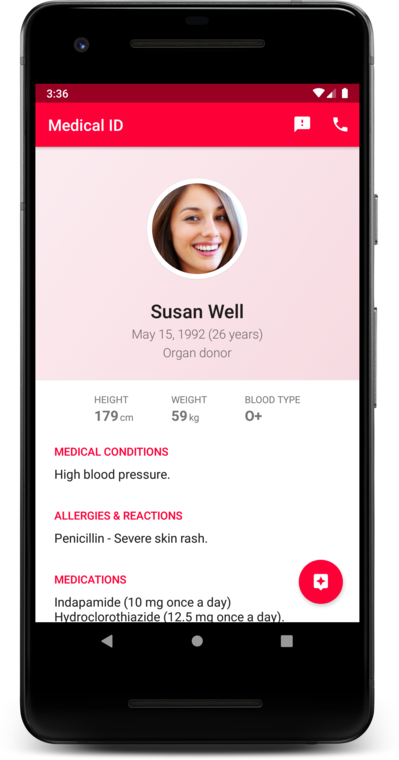 3:36
Medical ID
Susan Well
May 15, 1992 (26 years)
Organ donor
HEIGHT WEIGHT BLOOD TYPE
179 cm 59 kg O+
MEDICAL CONDITIONS
High blood pressure.
ALLERGIES & REACTIONS
Penicillin - Severe skin rash.
MEDICATIONS
Indapamide (10 mg once a day)
Hydroclorothiazide (12.5 mg once a day).